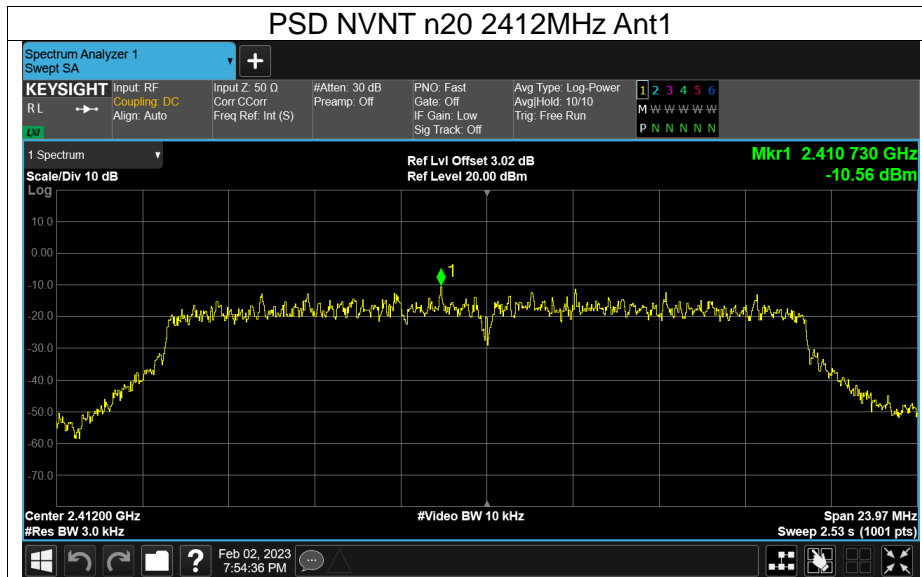 PSD NVNT n20 2412MHz Ant1
Spectrum Analyzer 1
Swept SA
+
KEYSIGHT
R L
LXI
Input: RF
Coupling: DC
Align: Auto
Input Z: 50 Ω
Corr CCorr
Freq Ref: Int (S)
#Atten: 30 dB
Preamp: Off
PNO: Fast
Gate: Off
IF Gain: Low
Sig Track: Off
Avg Type: Log-Power
Avg|Hold: 10/10
Trig: Free Run
1 2 3 4 5 6
M W W W W W
P N N N N N
1 Spectrum
Scale/Div 10 dB
Log
Ref Lvl Offset 3.02 dB
Ref Level 20.00 dBm
Mkr1 2.410 730 GHz
-10.56 dBm
10.0
0.00
-10.0
-20.0
-30.0
-40.0
-50.0
-60.0
-70.0
1
Center 2.41200 GHz
#Res BW 3.0 kHz
#Video BW 10 kHz
Span 23.97 MHz
Sweep 2.53 s (1001 pts)
?
Feb 02, 2023
7:54:36 PM